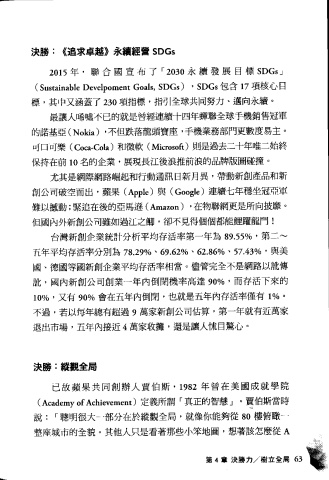 決勝：《追求卓越》永續經營 SDGs
2015 年，聯合國宣布了「2030 永續發展目標 SDGs」
（Sustainable Develpoment Goals, SDGs），SDGs 包含 17 項核心目
標，其中又涵蓋了 230 項指標，指引全球共同努力、邁向永續。
最讓人唏噓不已的就是曾經連續十四年蟬聯全球手機銷售冠軍
的諾基亞（Nokia），不但跌落龍頭寶座，手機業務部門更數度易主。
可口可樂（Coca-Cola）和微軟（Microsoft）則是過去二十年唯二始終
保持在前 10 名的企業，展現長江後浪推前浪的品牌版圖碰撞。
尤其是網際網路崛起和行動通訊日新月異，帶動新創產品和新
創公司破空而出，蘋果（Apple）與（Google）連續七年穩坐冠亞軍
難以撼動；緊追在後的亞馬遜（Amazon），在物聯網更是所向披靡。
但國內外新創公司雖如過江之鯽，卻不見得個個都能鯉躍龍門！
台灣新創企業統計分析平均存活率第一年為 89.55%，第二～
五年平均存活率分別為 78.29%、69.62%、62.86%、57.43%，與美
國、德國等國新創企業平均存活率相當。儘管完全不是網路以訛傳
訛，國內新創公司創業一年內倒閉機率高達 90%，而存活下來的
10%，又有 90% 會在五年內倒閉，也就是五年內存活率僅有 1%，
不過，若以每年總有超過 9 萬家新創公司估算，第一年就有近萬家
退出市場，五年內接近 4 萬家收攤，還是讓人怵目驚心。
決勝：縱觀全局
已故蘋果共同創辦人賈伯斯，1982 年曾在美國成就學院
（Academy of Achievement）定義所謂「真正的智慧」，賈伯斯當時
說：「聰明很大一部分在於縱觀全局，就像你能夠從 80 樓俯瞰一
整座城市的全貌。其他人只是看著那些小笨地圖，想著該怎麼從 A
第 4 章 決勝力／樹立全局 63